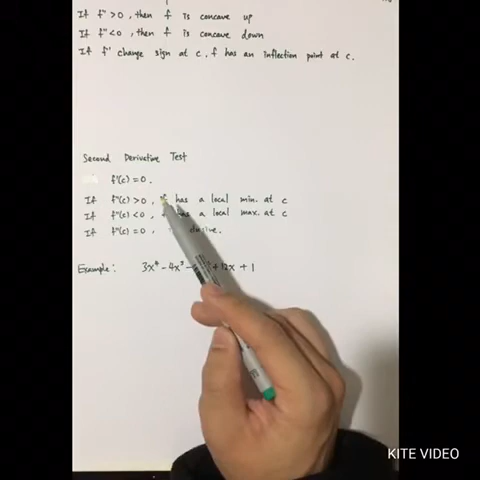 If f" > 0, then f is concave up
If f" < 0, then f is concave down
If f" change sign at c, f has an inflection point at c.
Second Derivative Test
f'(c) = 0.
If f"(c) > 0, f has a local min. at c
If f"(c) < 0, f has a local max. at c
If f"(c) = 0,
Example: 3x⁴ - 4x³ - + 12x + 1
KITE VIDEO